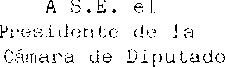 A S.E. el
Presidente de la
Cámara de Diputado